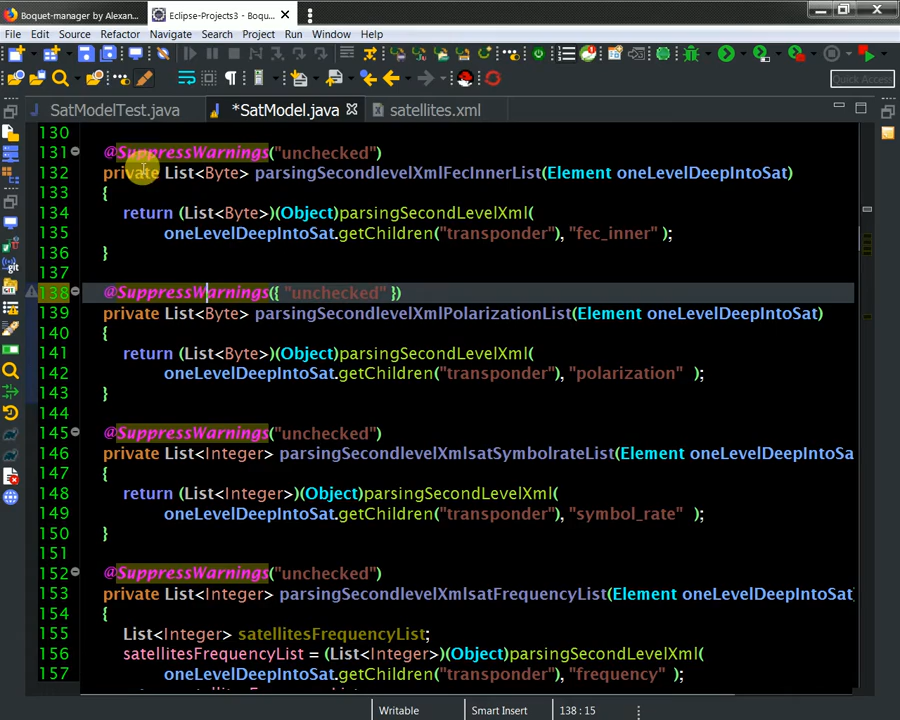 Boquet-manager by Alexan
Eclipse-Projects3 - Boqu...
File Edit Source Refactor Navigate Search Project Run Window Help
Quick Access
SatModelTest.java *SatModel.java satellites.xml
130
131 @SuppressWarnings("unchecked")
132 private List<Byte> parsingSecondlevelXmlFecInnerList(Element oneLevelDeepIntoSat)
133 {
134 return (List<Byte>)(Object)parsingSecondLevelXml(
135 oneLevelDeepIntoSat.getChildren("transponder"), "fec_inner" );
136 }
137
138 @SuppressWarnings({ "unchecked" })
139 private List<Byte> parsingSecondlevelXmlPolarizationList(Element oneLevelDeepIntoSat)
140 {
141 return (List<Byte>)(Object)parsingSecondLevelXml(
142 oneLevelDeepIntoSat.getChildren("transponder"), "polarization" );
143 }
144
145 @SuppressWarnings("unchecked")
146 private List<Integer> parsingSecondlevelXmlsatSymbolrateList(Element oneLevelDeepIntoSa
147 {
148 return (List<Integer>)(Object)parsingSecondLevelXml(
149 oneLevelDeepIntoSat.getChildren("transponder"), "symbol_rate" );
150 }
151
152 @SuppressWarnings("unchecked")
153 private List<Integer> parsingSecondlevelXmlsatFrequencyList(Element oneLevelDeepIntoSat
154 {
155 List<Integer> satellitesFrequencyList;
156 satellitesFrequencyList = (List<Integer>)(Object)parsingSecondLevelXml(
157 oneLevelDeepIntoSat.getChildren("transponder"), "frequency" );
Writable Smart Insert 138 : 15